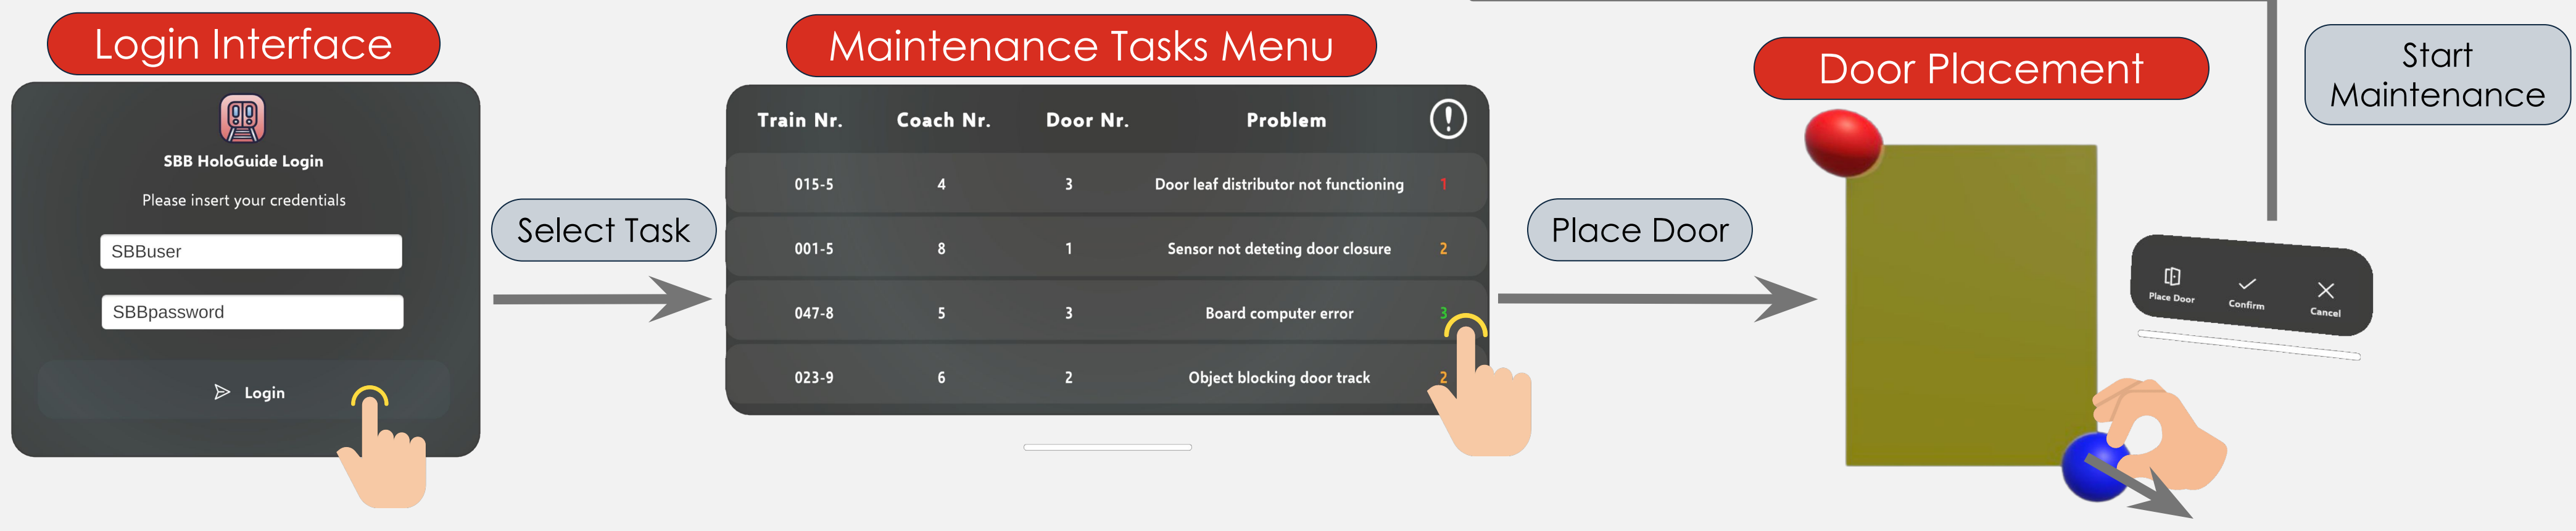 Login Interface
SBB HoloGuide Login
Please insert your credentials
SBBuser
SBBpassword
Login
Select Task
Maintenance Tasks Menu
Train Nr. Coach Nr. Door Nr. Problem
015-5 4 3 Door leaf distributor not functioning 1
001-5 8 1 Sensor not deteting door closure 2
047-8 5 3 Board computer error 3
023-9 6 2 Object blocking door track 2
Place Door
Door Placement
Place Door Confirm Cancel
Start
Maintenance